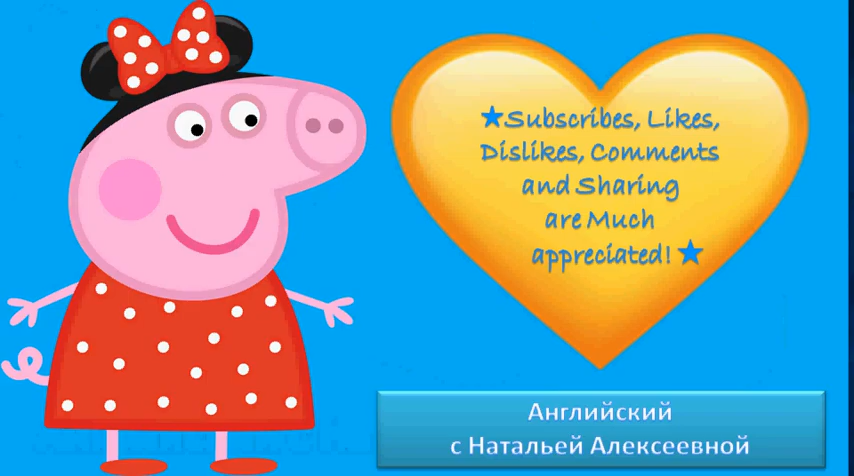 ★Subscribes, Likes,
Dislikes, Comments
and Sharing
are Much
appreciated! ★
Английский
с Натальей Алексеевной